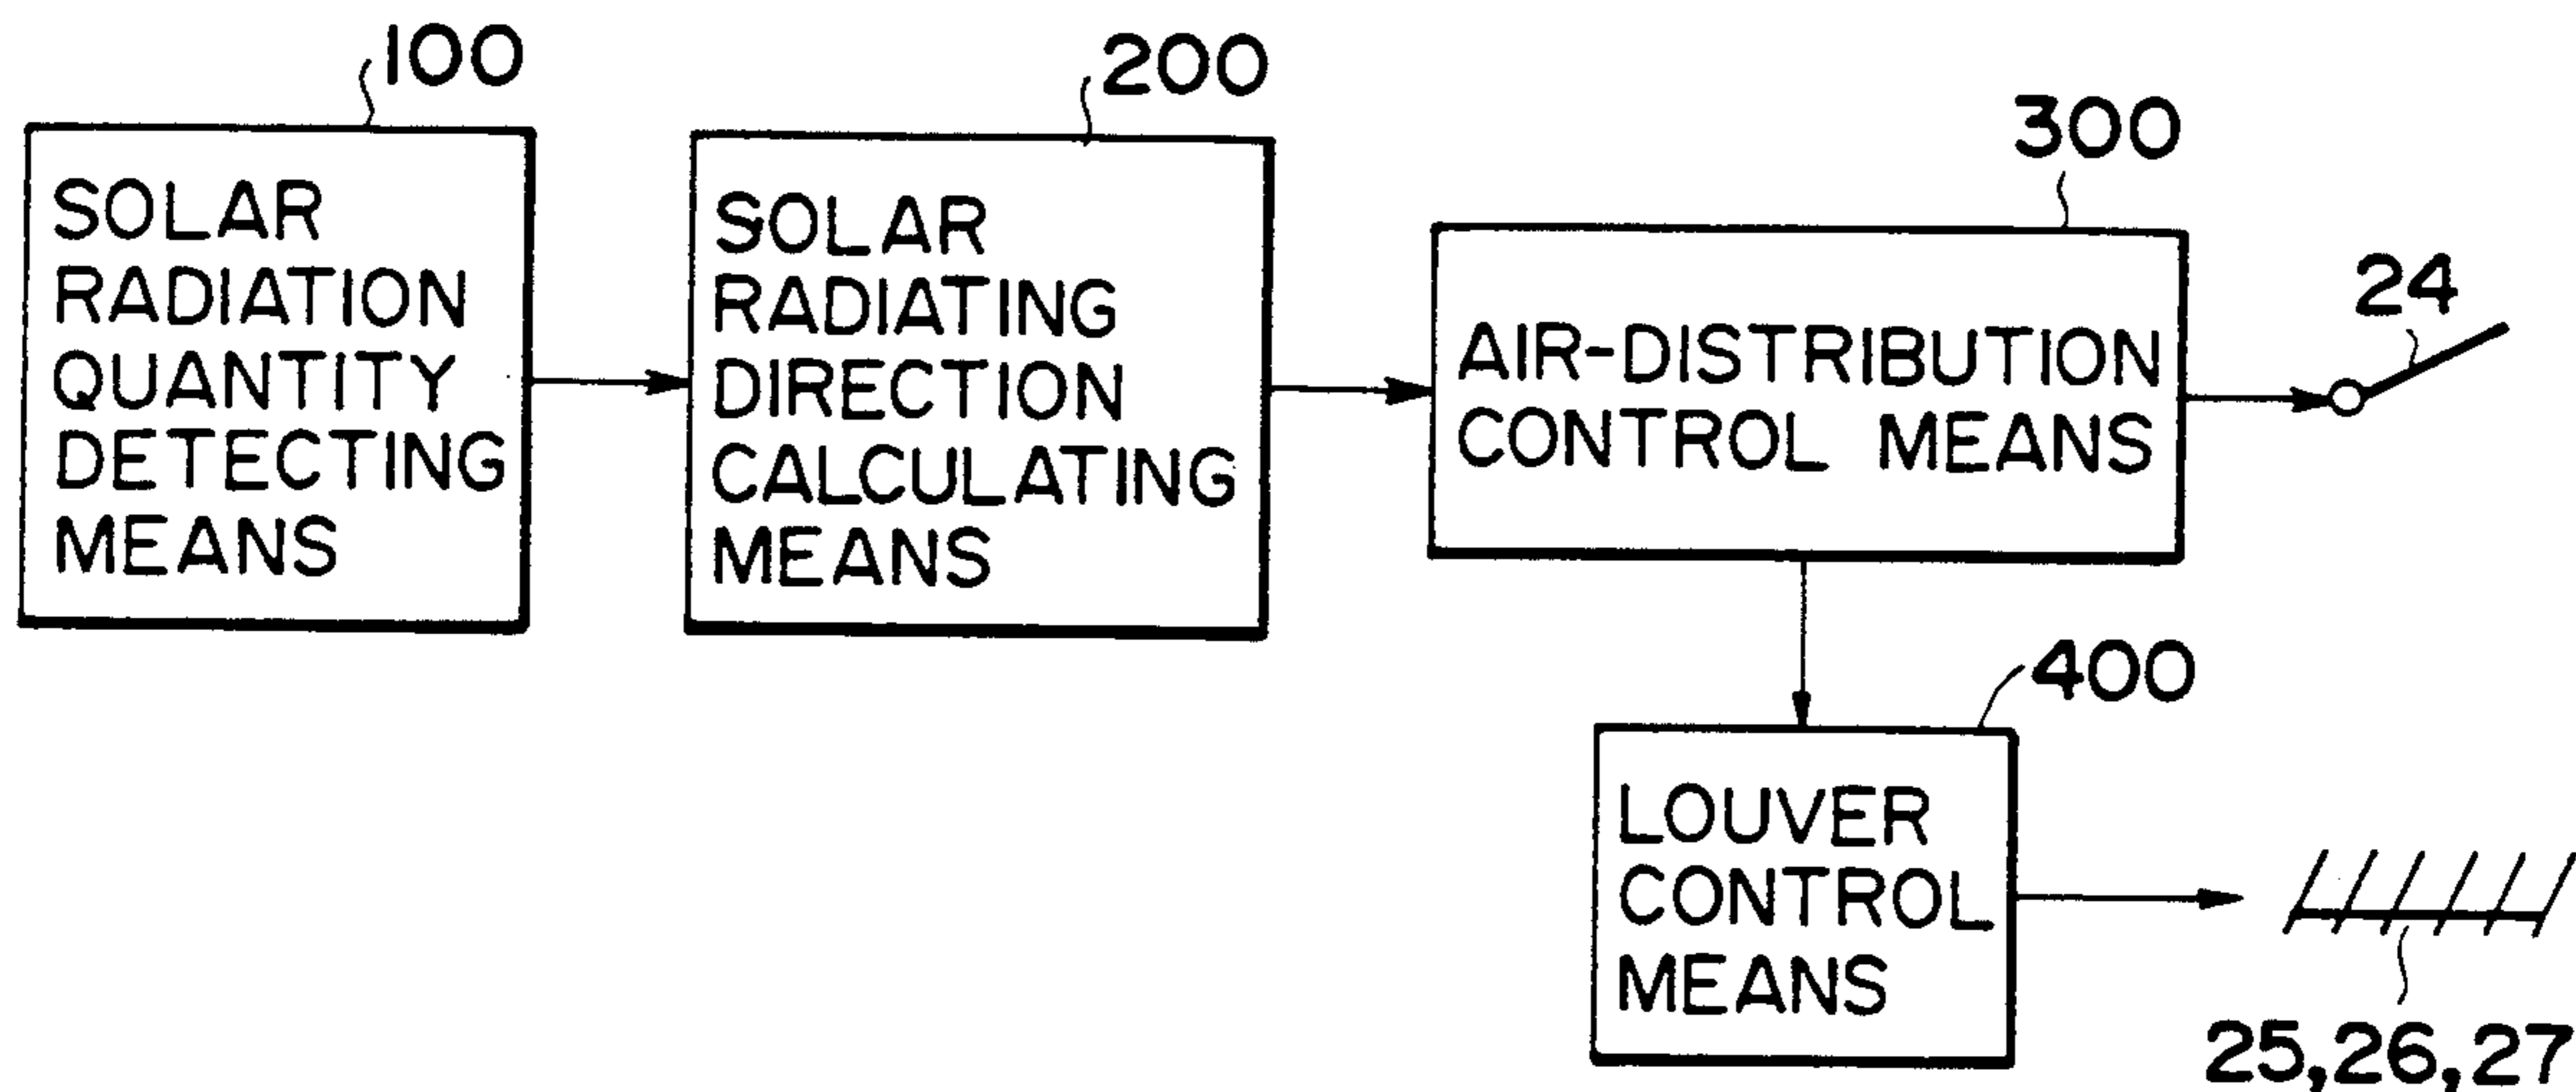 100
SOLAR
RADIATION
QUANTITY
DETECTING
MEANS
200
SOLAR
RADIATING
DIRECTION
CALCULATING
MEANS
300
AIR-DISTRIBUTION
CONTROL MEANS
24
400
LOUVER
CONTROL
MEANS
25,26,27